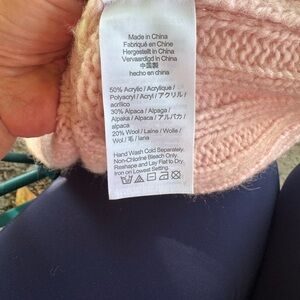 Made in China
Fabriqué en Chine
Hergestellt in China
Vervaardigd in China
中国製
hecho en china
50% Acrylic / Acrylique /
Polyacryl / Acryl / アクリル /
acrílico
30% Alpaca / Alpaga /
Alpaka / Alpaca / アルパカ /
alpaca
20% Wool / Laine / Wolle /
Wol / 毛 / lana
Hand Wash Cold Separately.
Non-Chlorine Bleach Only.
Reshape and Lay Flat to Dry.
Iron on Lowest Setting.